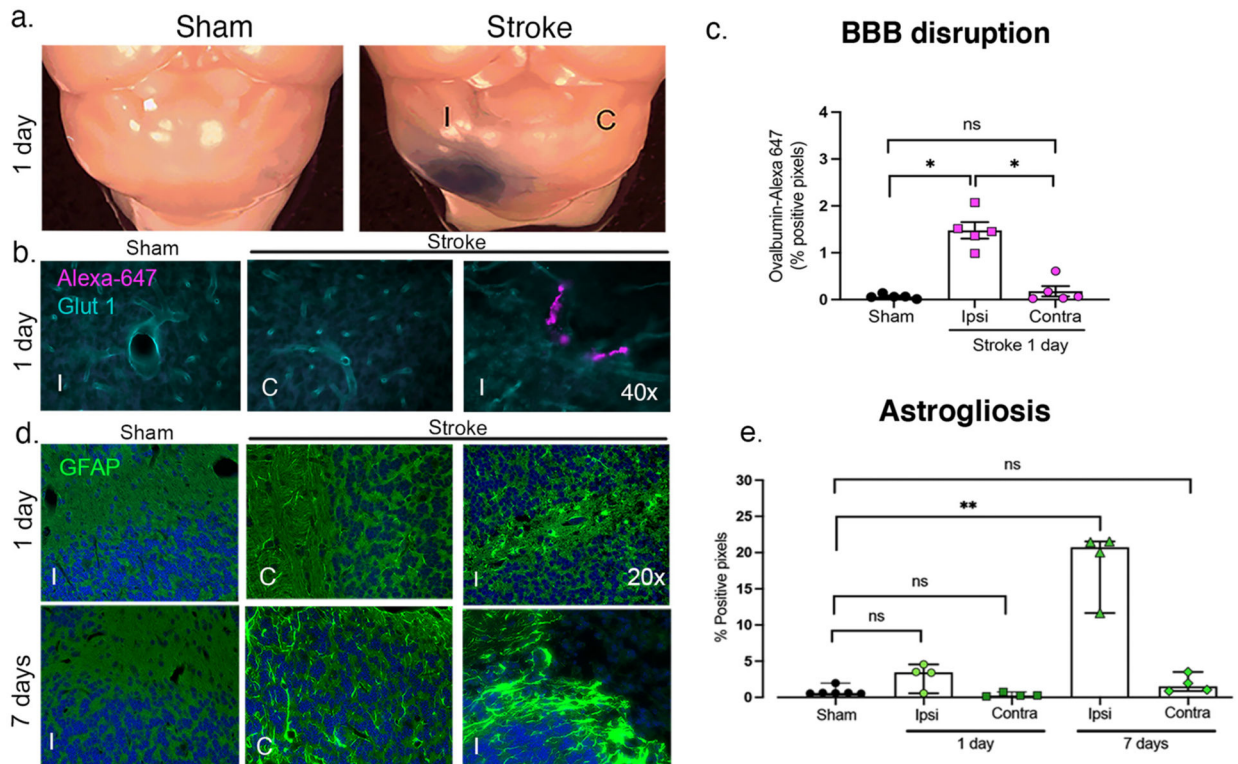 a.
Sham
Stroke
1 day
I
C
b.
Sham
Stroke
1 day
Alexa-647
Glut 1
I
C
I
40x
c.
BBB disruption
Ovalbumin-Alexa 647
(% positive pixels)
4
3
2
1
0
ns
*
*
Sham
Ipsi
Contra
Stroke 1 day
d.
Sham
Stroke
1 day
GFAP
I
C
I
20x
7 days
I
C
I
Astrogliosis
e.
% Positive pixels
30
25
20
15
10
5
0
ns
**
ns
ns
Sham
Ipsi
Contra
Ipsi
Contra
1 day
7 days